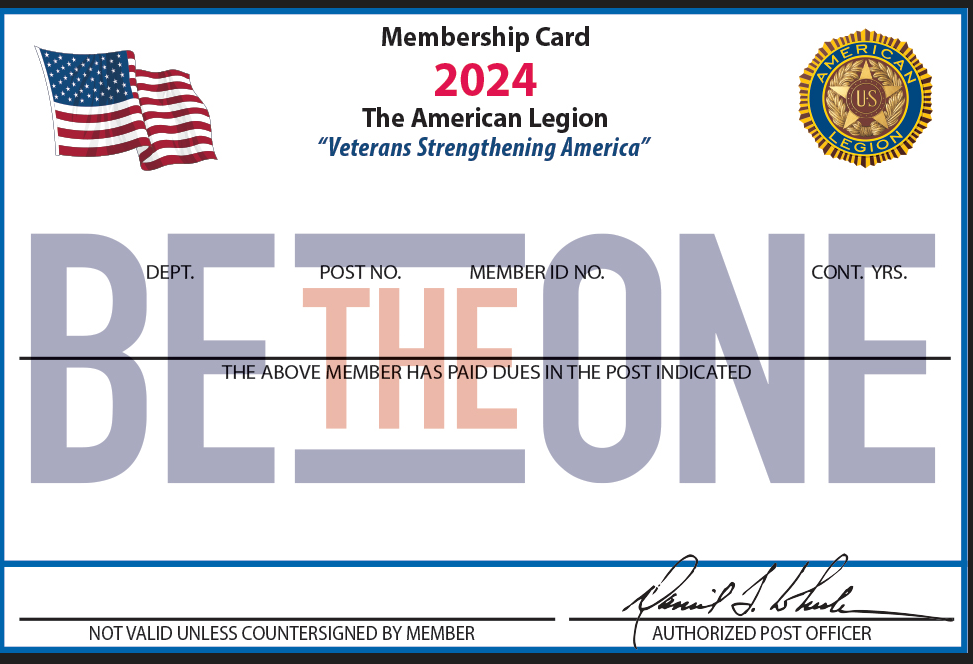 Membership Card
2024
The American Legion
“Veterans Strengthening America”
AMERICAN
U·S
LEGION
DEPT. POST NO. MEMBER ID NO. CONT. YRS.
BE THE ONE
THE ABOVE MEMBER HAS PAID DUES IN THE POST INDICATED
Daniel J. Wheeler
NOT VALID UNLESS COUNTERSIGNED BY MEMBER AUTHORIZED POST OFFICER